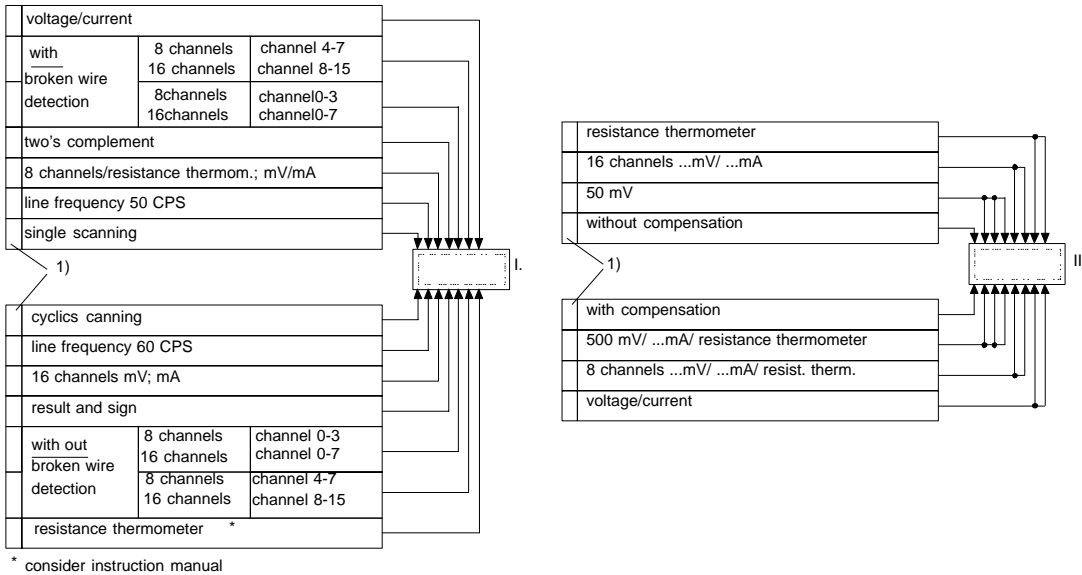 voltage/current
with
broken wire
detection
8 channels
16 channels
channel 4-7
channel 8-15
8channels
16channels
channel0-3
channel0-7
two's complement
8 channels/resistance thermom.; mV/mA
line frequency 50 CPS
single scanning
1)
I.
cyclics canning
line frequency 60 CPS
16 channels mV; mA
result and sign
with out
broken wire
detection
8 channels
16 channels
channel 0-3
channel 0-7
8 channels
16 channels
channel 4-7
channel 8-15
resistance thermometer *
* consider instruction manual
resistance thermometer
16 channels ...mV/ ...mA
50 mV
without compensation
1)
II
with compensation
500 mV/ ...mA/ resistance thermometer
8 channels ...mV/ ...mA/ resist. therm.
voltage/current